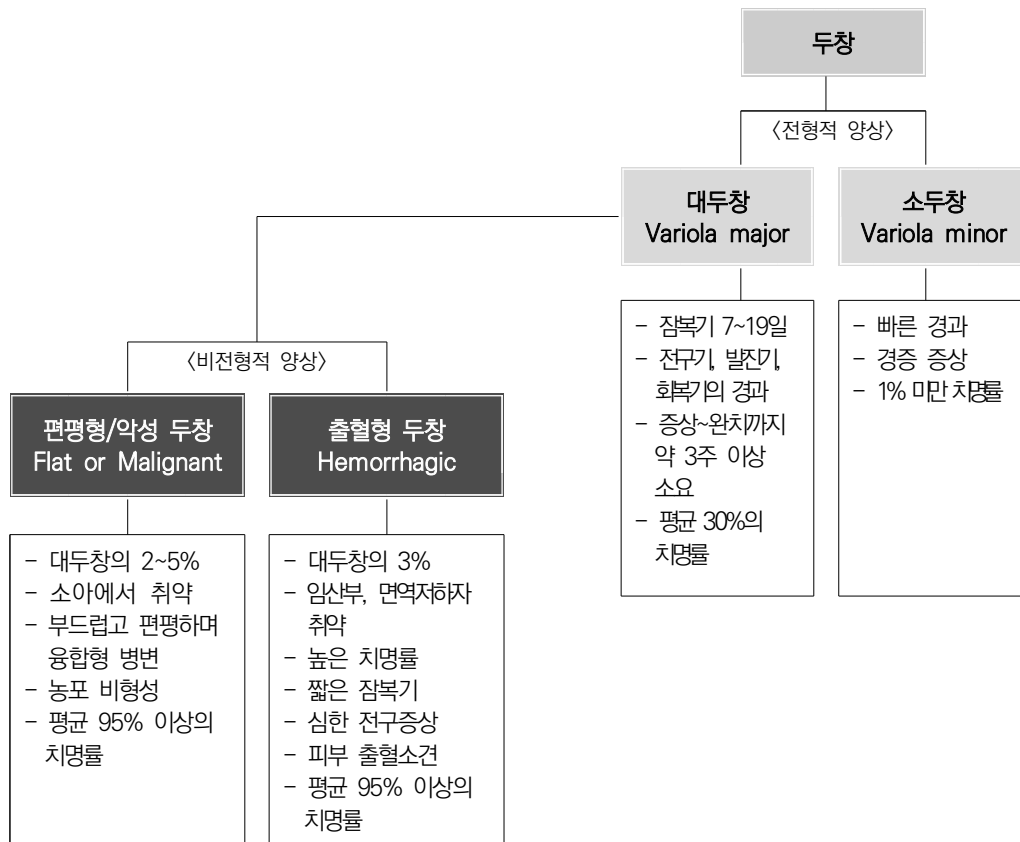 두창
〈전형적 양상〉
대두창
Variola major
소두창
Variola minor
- 잠복기 7~19일
- 전구기, 발진기,
회복기의 경과
- 증상~완치까지
약 3주 이상
소요
- 평균 30%의
치명률
- 빠른 경과
- 경증 증상
- 1% 미만 치명률
〈비전형적 양상〉
편평형/악성 두창
Flat or Malignant
출혈형 두창
Hemorrhagic
- 대두창의 2~5%
- 소아에서 취약
- 부드럽고 편평하며
융합형 병변
- 농포 비형성
- 평균 95% 이상의
치명률
- 대두창의 3%
- 임산부, 면역저하자
취약
- 높은 치명률
- 짧은 잠복기
- 심한 전구증상
- 피부 출혈소견
- 평균 95% 이상의
치명률